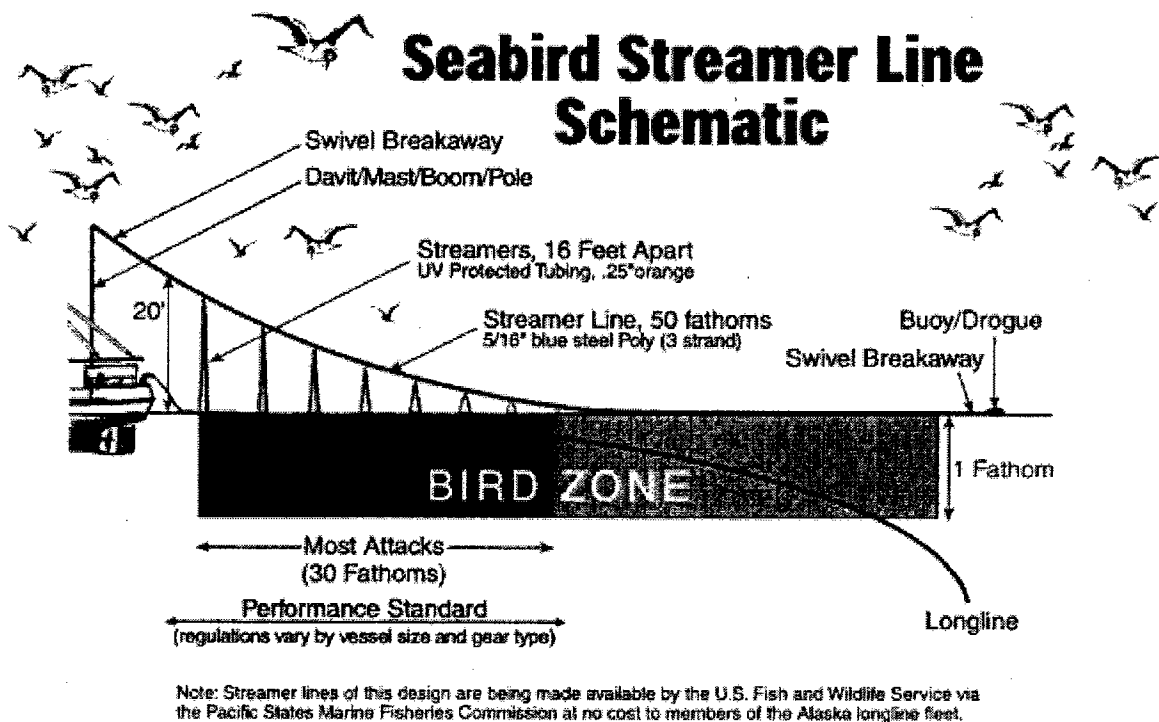 Seabird Streamer Line
Schematic
Swivel Breakaway
Davit/Mast/Boom/Pole
Streamers, 16 Feet Apart
UV Protected Tubing, .25"orange
20'
Streamer Line, 50 fathoms
5/16" blue steel Poly (3 strand)
Buoy/Drogue
Swivel Breakaway
BIRD ZONE
1 Fathom
Most Attacks
(30 Fathoms)
Performance Standard
(regulations vary by vessel size and gear type)
Longline
Note: Streamer lines of this design are being made available by the U.S. Fish and Wildlife Service via
the Pacific States Marine Fisheries Commission at no cost to members of the Alaska longline fleet.